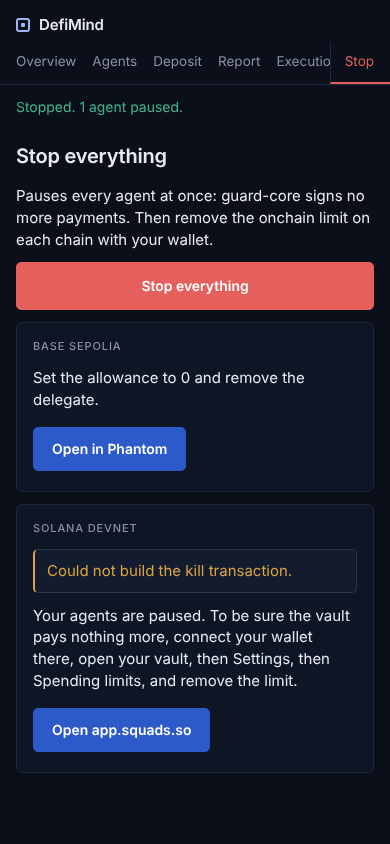 DefiMind
Overview Agents Deposit Report Executio Stop
Stopped. 1 agent paused.
Stop everything
Pauses every agent at once: guard-core signs no
more payments. Then remove the onchain limit on
each chain with your wallet.
Stop everything
BASE SEPOLIA
Set the allowance to 0 and remove the
delegate.
Open in Phantom
SOLANA DEVNET
Could not build the kill transaction.
Your agents are paused. To be sure the vault
pays nothing more, connect your wallet
there, open your vault, then Settings, then
Spending limits, and remove the limit.
Open app.squads.so